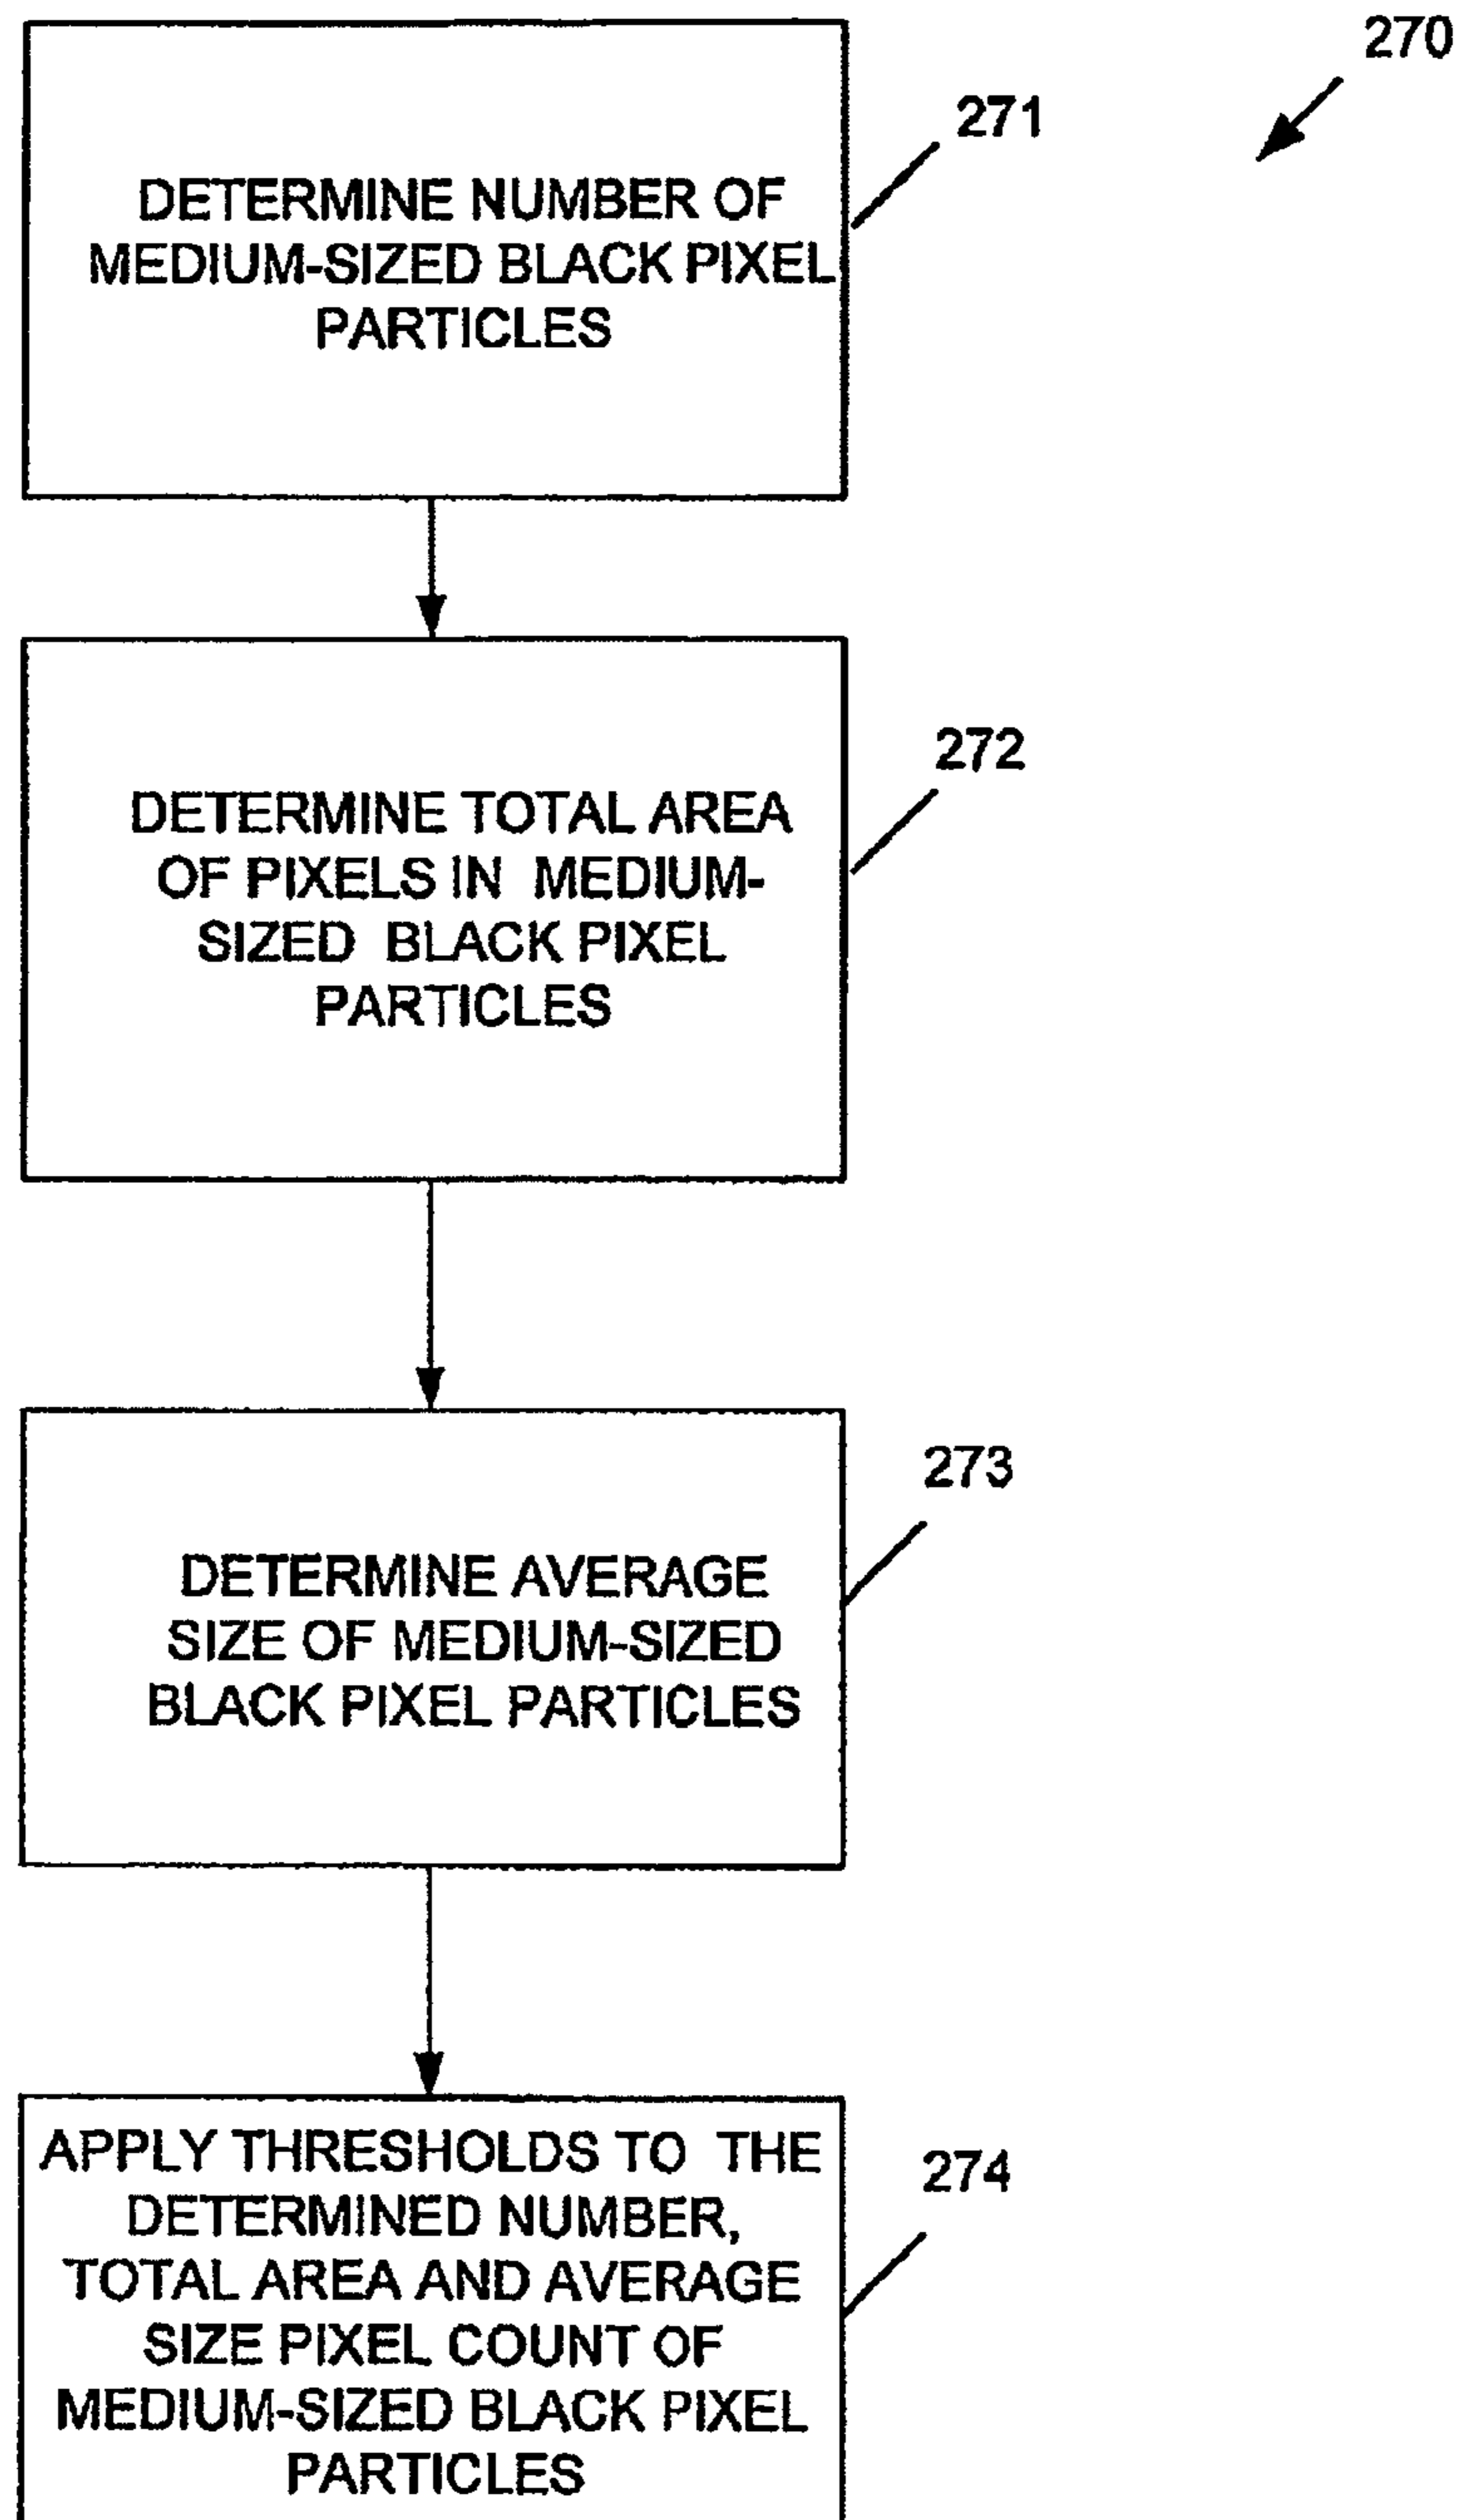 270
271
DETERMINE NUMBER OF
MEDIUM-SIZED BLACK PIXEL
PARTICLES
272
DETERMINE TOTAL AREA
OF PIXELS IN MEDIUM-
SIZED BLACK PIXEL
PARTICLES
273
DETERMINE AVERAGE
SIZE OF MEDIUM-SIZED
BLACK PIXEL PARTICLES
274
APPLY THRESHOLDS TO THE
DETERMINED NUMBER,
TOTAL AREA AND AVERAGE
SIZE PIXEL COUNT OF
MEDIUM-SIZED BLACK PIXEL
PARTICLES